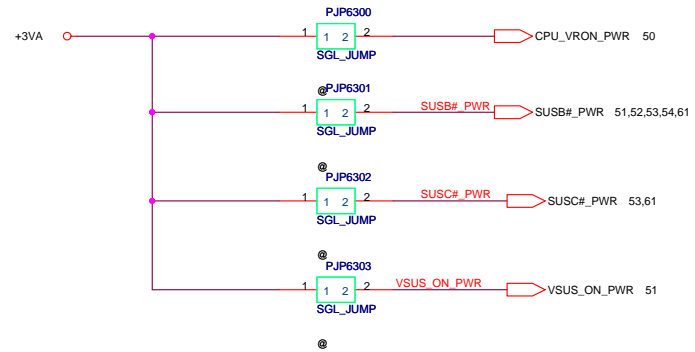 PJP6300
+3VA 1 1 2 2 CPU_VRON_PWR 50
SGL_JUMP
@
PJP6301
1 1 2 2 SUSB#_PWR SUSB#_PWR 51,52,53,54,61
SGL_JUMP
@
PJP6302
1 1 2 2 SUSC#_PWR SUSC#_PWR 53,61
SGL_JUMP
@
PJP6303
1 1 2 2 VSUS_ON_PWR VSUS_ON_PWR 51
SGL_JUMP
@